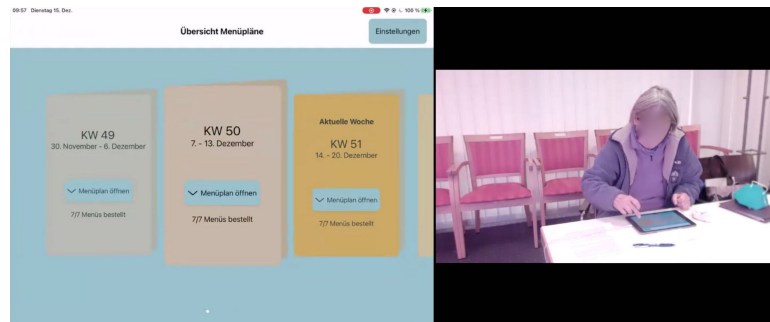 09:57 Dienstag 15. Dez.
100 %
Übersicht Menüpläne
Einstellungen
KW 49
30. November - 6. Dezember
Menüplan öffnen
7/7 Menüs bestellt
KW 50
7. - 13. Dezember
Menüplan öffnen
7/7 Menüs bestellt
Aktuelle Woche
KW 51
14. - 20. Dezember
Menüplan öffnen
7/7 Menüs bestellt